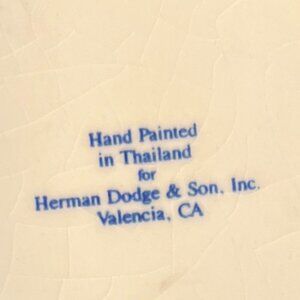 Hand Painted
in Thailand
for
Herman Dodge & Son, Inc.
Valencia, CA